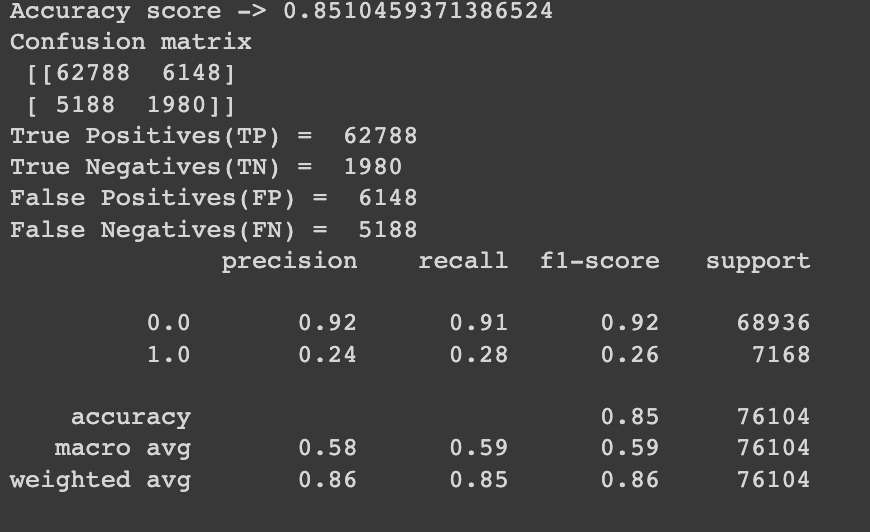 Accuracy score -> 0.8510459371386524
Confusion matrix
[[62788 6148]
[ 5188 1980]]
True Positives(TP) = 62788
True Negatives(TN) = 1980
False Positives(FP) = 6148
False Negatives(FN) = 5188
precision recall f1-score support
0.0 0.92 0.91 0.92 68936
1.0 0.24 0.28 0.26 7168
accuracy 0.85 76104
macro avg 0.58 0.59 0.59 76104
weighted avg 0.86 0.85 0.86 76104